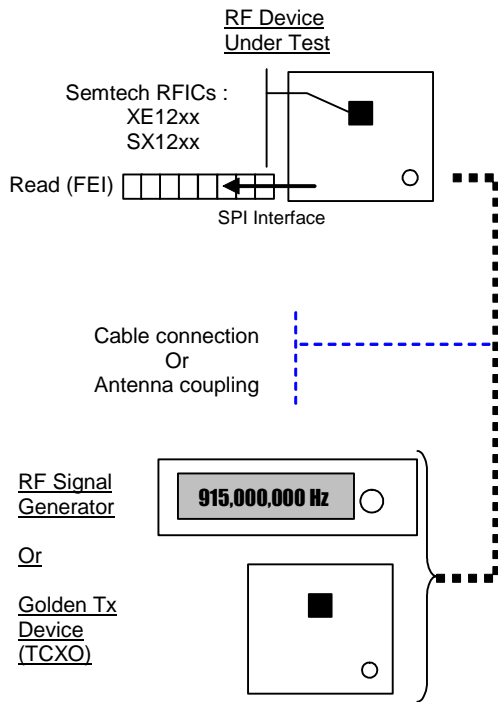 RF Device
Under Test
Semtech RFICs :
XE12xx
SX12xx
Read (FEI)
SPI Interface
Cable connection
Or
Antenna coupling
RF Signal
Generator
915,000,000 Hz
Or
Golden Tx
Device
(TCXO)